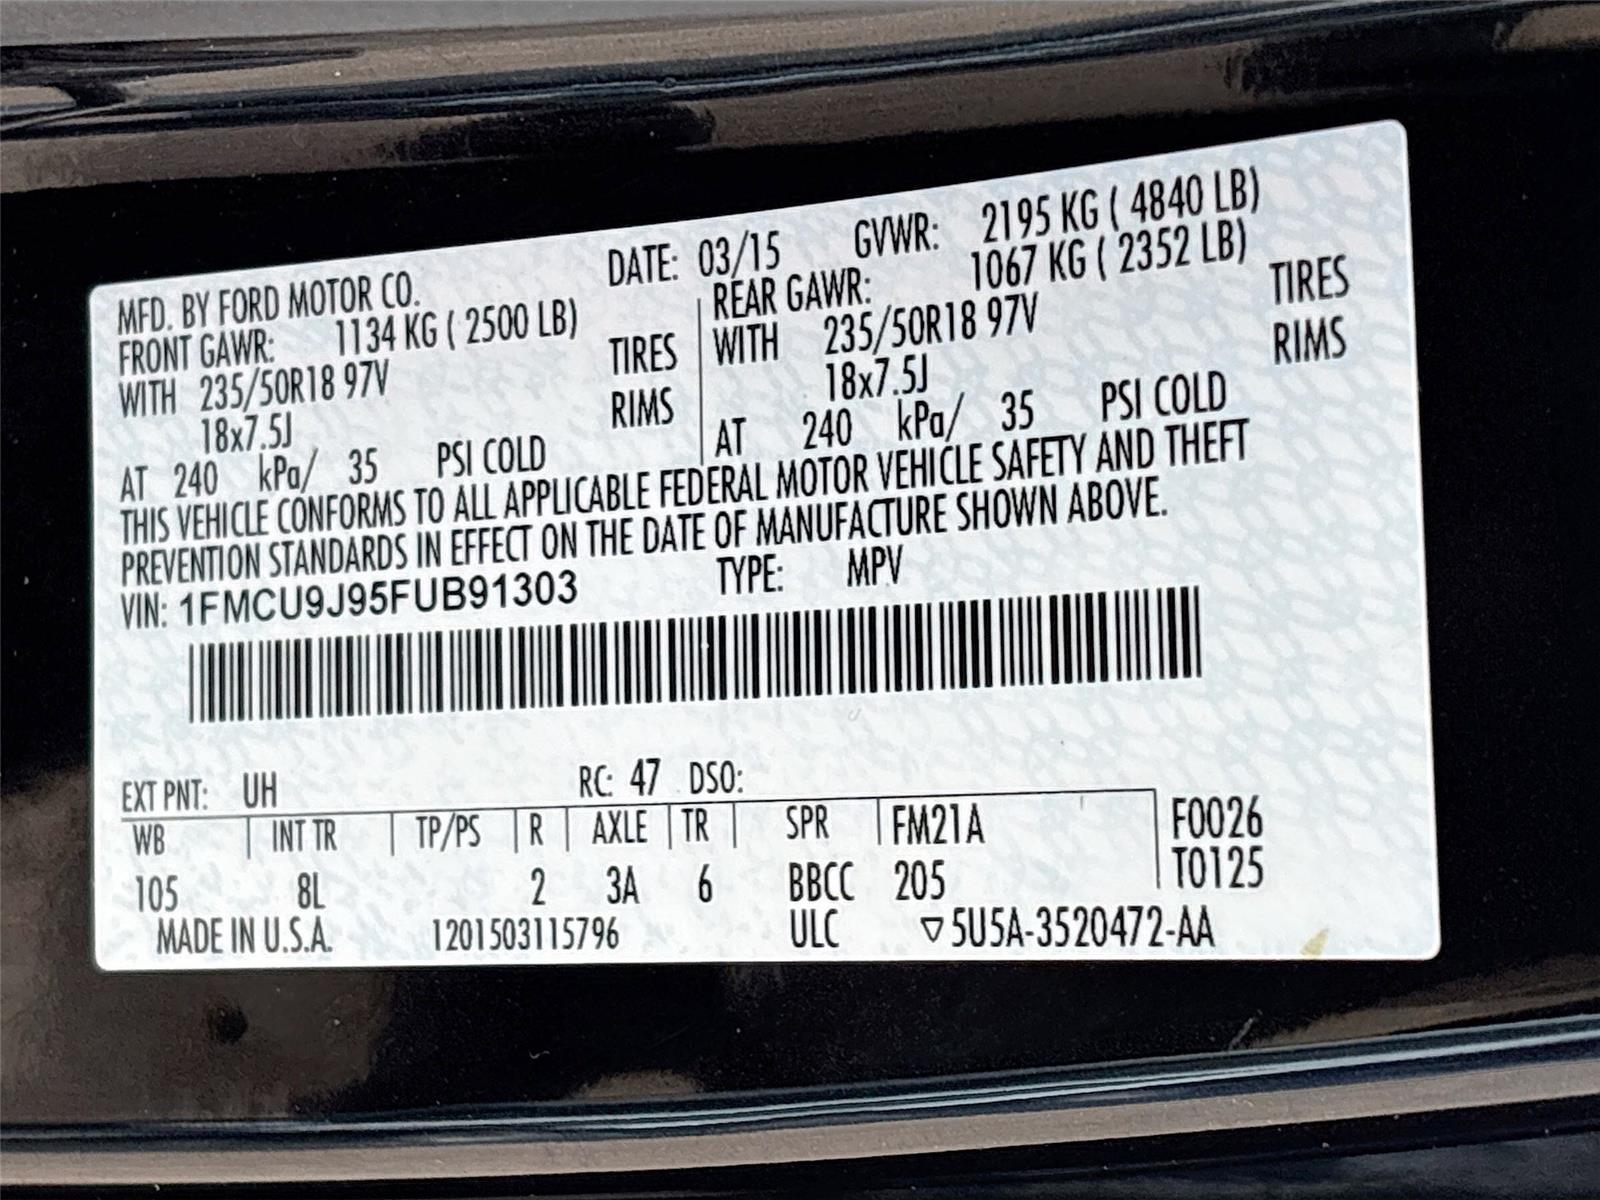 MFD. BY FORD MOTOR CO. DATE: 03/15 GVWR: 2195 KG ( 4840 LB)
FRONT GAWR: 1134 KG ( 2500 LB) REAR GAWR: 1067 KG ( 2352 LB)
WITH 235/50R18 97V TIRES WITH 235/50R18 97V TIRES
18x7.5J RIMS 18x7.5J RIMS
AT 240 kPa/ 35 PSI COLD AT 240 kPa/ 35 PSI COLD
THIS VEHICLE CONFORMS TO ALL APPLICABLE FEDERAL MOTOR VEHICLE SAFETY AND THEFT
PREVENTION STANDARDS IN EFFECT ON THE DATE OF MANUFACTURE SHOWN ABOVE.
VIN: 1FMCU9J95FUB91303 TYPE: MPV
EXT PNT: UH RC: 47 DSO:
WB INT TR TP/PS R AXLE TR SPR FM21A F0026
105 8L 2 3A 6 BBCC 205 T0125
MADE IN U.S.A. 1201503115796 ULC ▽5U5A-3520472-AA